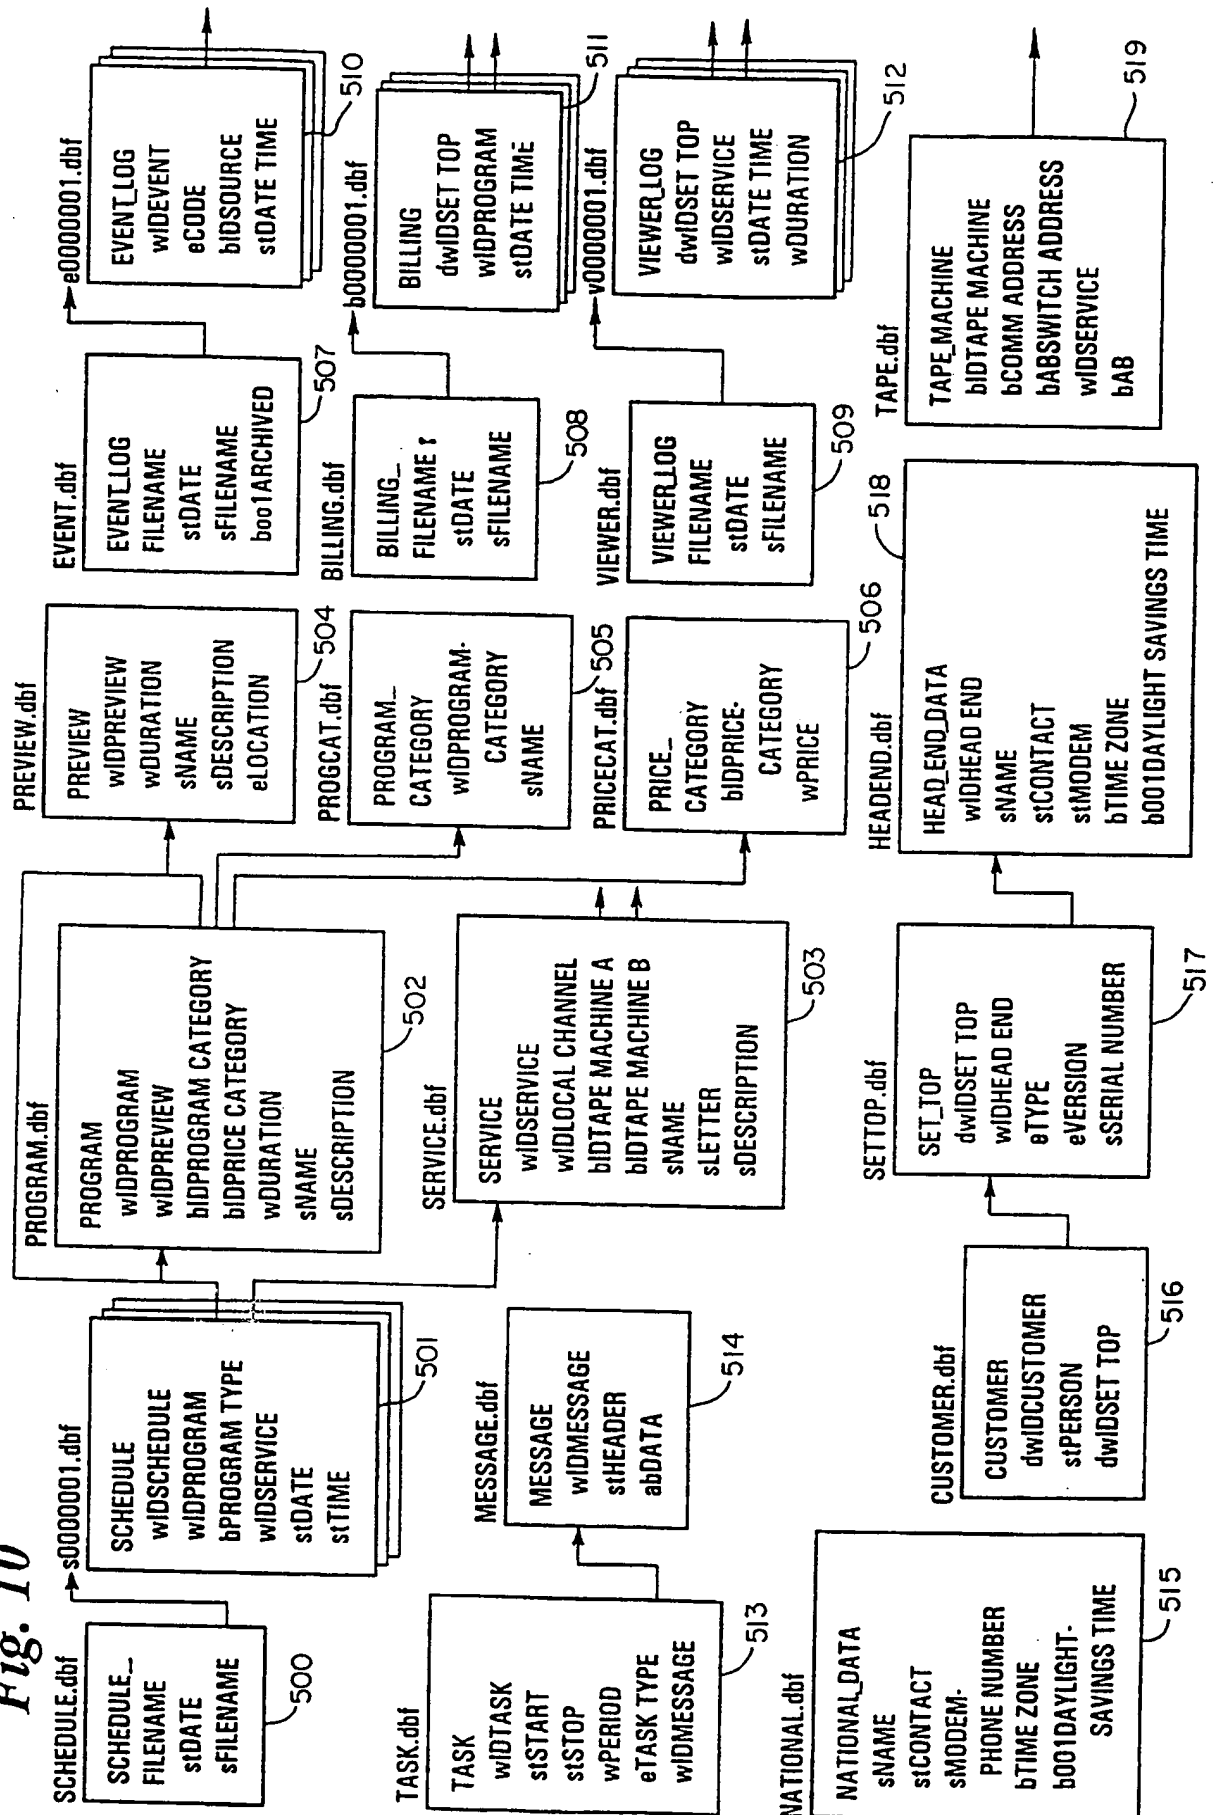 Fig. 10
SCHEDULE.dbf
SCHEDULE_
FILENAME
stDATE
sFILENAME
500
s0000001.dbf
SCHEDULE
wIDSCHEDULE
wIDPROGRAM
bPROGRAM TYPE
wIDSERVICE
stDATE
stTIME
501
PROGRAM.dbf
PROGRAM
wIDPROGRAM
wIDPREVIEW
bIDPROGRAM CATEGORY
bIDPRICE CATEGORY
wDURATION
sNAME
sDESCRIPTION
502
PREVIEW.dbf
PREVIEW
wIDPREVIEW
wDURATION
sNAME
sDESCRIPTION
eLOCATION
504
EVENT.dbf
EVENT_LOG
FILENAME
stDATE
sFILENAME
boo1ARCHIVED
507
e0000001.dbf
EVENT_LOG
wIDEVENT
eCODE
bIDSOURCE
stDATE TIME
510
PROGCAT.dbf
PROGRAM_
CATEGORY
wIDPROGRAM-
CATEGORY
sNAME
505
BILLING.dbf
BILLING_
FILENAME
stDATE
sFILENAME
508
b0000001.dbf
BILLING
dwIDSET TOP
wIDPROGRAM
stDATE TIME
511
TASK.dbf
TASK
wIDTASK
stSTART
stSTOP
wPERIOD
eTASK TYPE
wIDMESSAGE
513
MESSAGE.dbf
MESSAGE
wIDMESSAGE
stHEADER
abDATA
514
SERVICE.dbf
SERVICE
wIDSERVICE
wIDLOCAL CHANNEL
bIDTAPE MACHINE A
bIDTAPE MACHINE B
sNAME
sLETTER
sDESCRIPTION
503
PRICECAT.dbf
PRICE_
CATEGORY
bIDPRICE-
CATEGORY
wPRICE
506
VIEWER.dbf
VIEWER_LOG
FILENAME
stDATE
sFILENAME
509
v0000001.dbf
VIEWER_LOG
dwIDSET TOP
wIDSERVICE
stDATE TIME
wDURATION
512
NATIONAL.dbf
NATIONAL_DATA
sNAME
stCONTACT
sMODEM-
PHONE NUMBER
bTIME ZONE
b001DAYLIGHT-
SAVINGS TIME
515
CUSTOMER.dbf
CUSTOMER
dwIDCUSTOMER
stPERSON
dwIDSET TOP
516
SETTOP.dbf
SET_TOP
dwIDSET TOP
wIDHEAD END
eTYPE
eVERSION
sSERIAL NUMBER
517
HEADEND.dbf
HEAD_END_DATA
wIDHEAD END
sNAME
stCONTACT
stMODEM
bTIME ZONE
b001DAYLIGHT SAVINGS TIME
518
TAPE.dbf
TAPE_MACHINE
bIDTAPE MACHINE
bCOMM ADDRESS
bABSWITCH ADDRESS
wIDSERVICE
bAB
519